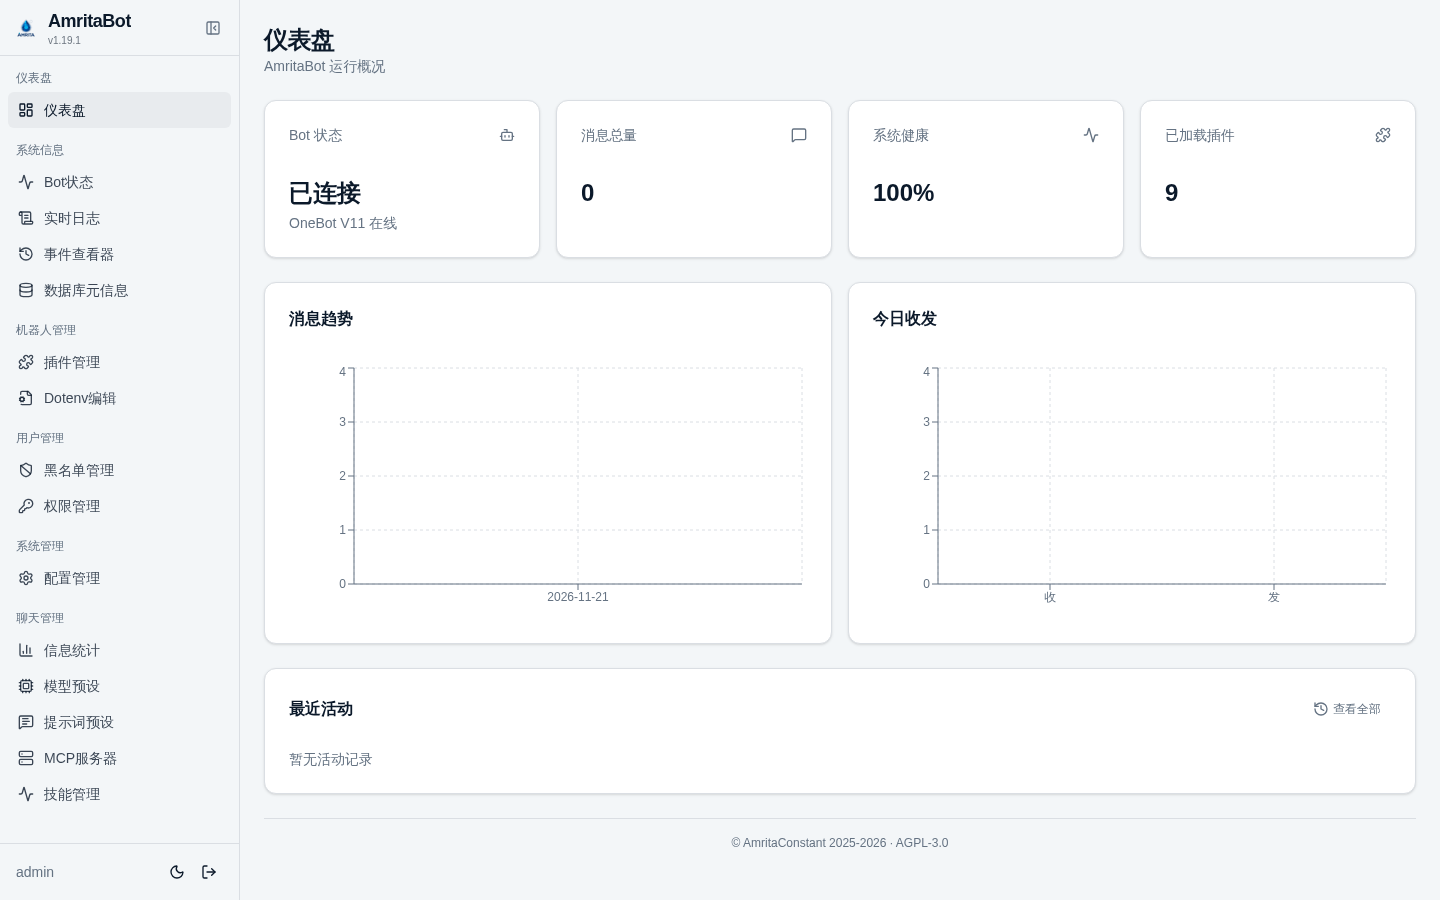 AmritaBot
v1.19.1
仪表盘
仪表盘
系统信息
Bot状态
实时日志
事件查看器
数据库元信息
机器人管理
插件管理
Dotenv编辑
用户管理
黑名单管理
权限管理
系统管理
配置管理
聊天管理
信息统计
模型预设
提示词预设
MCP服务器
技能管理
admin
仪表盘
AmritaBot 运行概况
Bot 状态
已连接
OneBot V11 在线
消息总量
0
系统健康
100%
已加载插件
9
消息趋势
4
3
2
1
0
2026-11-21
今日收发
4
3
2
1
0
收 发
最近活动
查看全部
暂无活动记录
© AmritaConstant 2025-2026 · AGPL-3.0